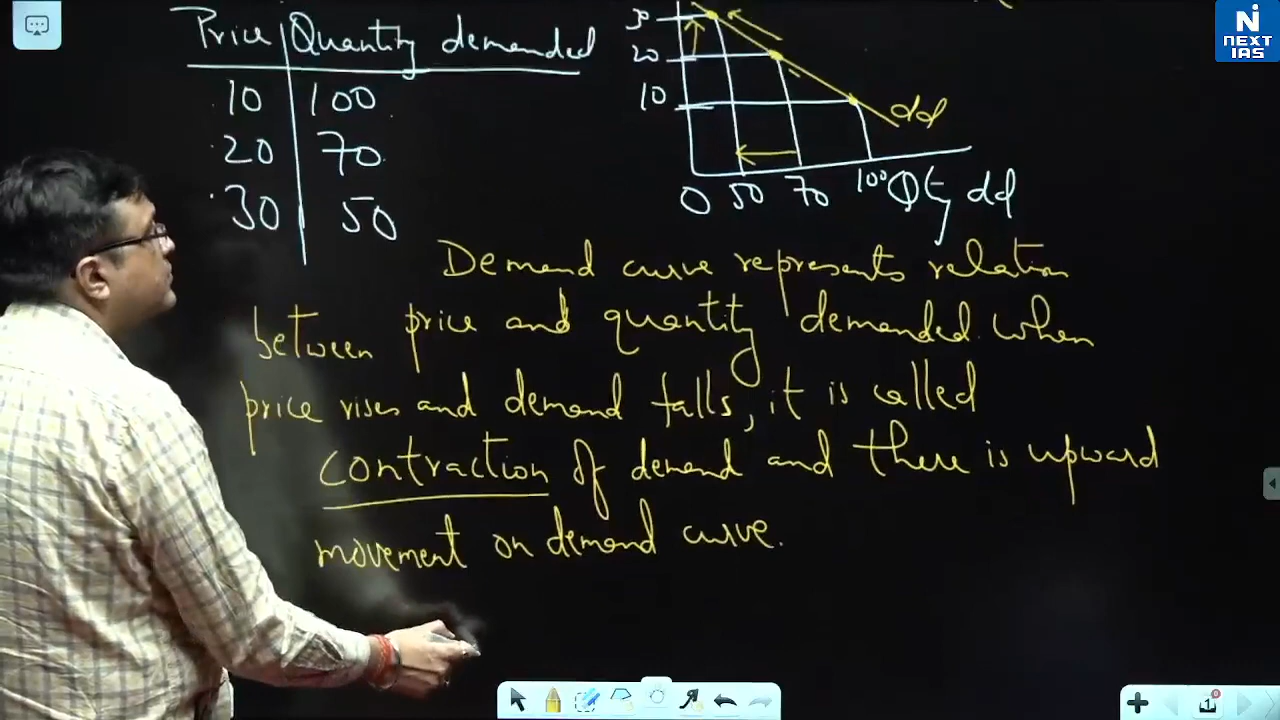 Price Quantity demanded
10 100
20 70
30 50
30
20
10
dd
0 50 70 100 Qty dd
Demand curve represents relation
between price and quantity demanded. when
price rises and demand falls, it is called
contraction of demand and there is upward
movement on demand curve.
NEXT
IAS